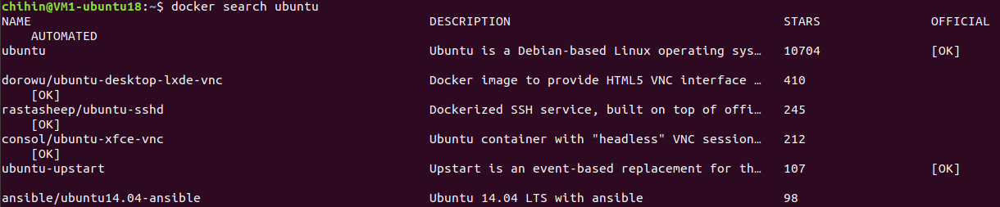 chihin@VM1-ubuntu18:~$ docker search ubuntu
NAME DESCRIPTION STARS OFFICIAL
AUTOMATED
ubuntu Ubuntu is a Debian-based Linux operating sys… 10704 [OK]
dorowu/ubuntu-desktop-lxde-vnc Docker image to provide HTML5 VNC interface … 410
[OK]
rastasheep/ubuntu-sshd Dockerized SSH service, built on top of offi… 245
[OK]
consol/ubuntu-xfce-vnc Ubuntu container with "headless" VNC session… 212
[OK]
ubuntu-upstart Upstart is an event-based replacement for th… 107 [OK]
ansible/ubuntu14.04-ansible Ubuntu 14.04 LTS with ansible 98